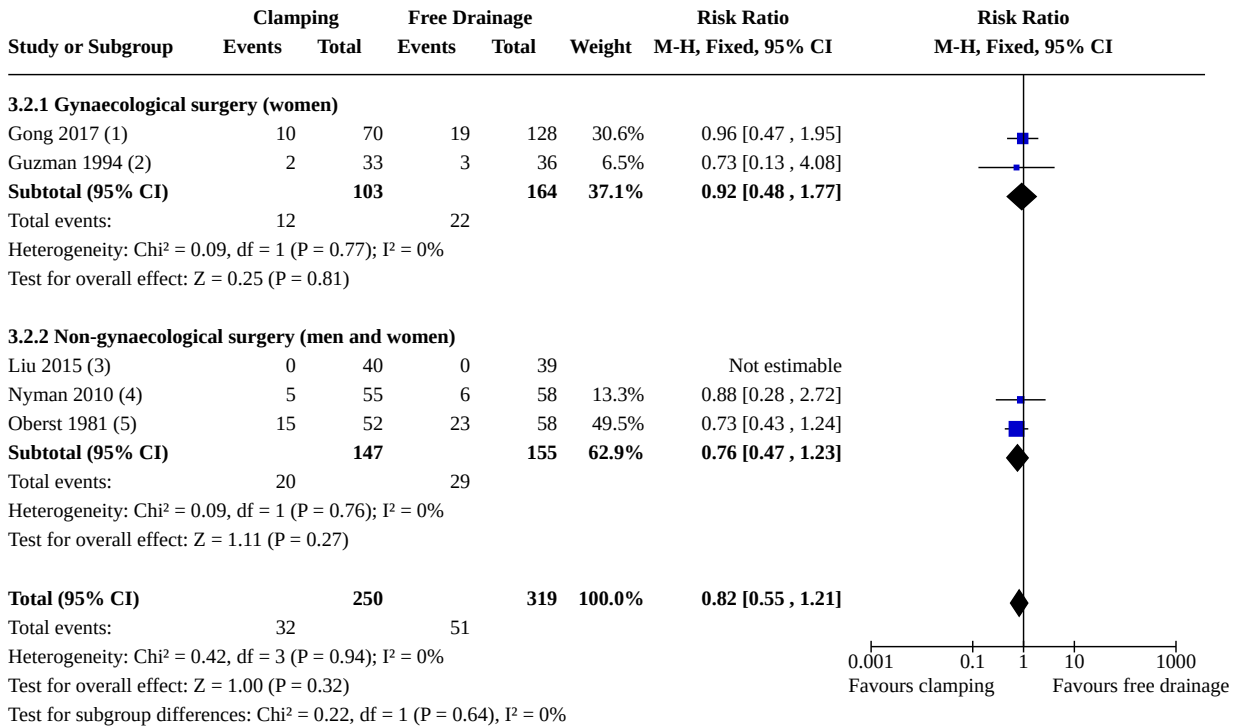 Clamping Free Drainage Risk Ratio Risk Ratio
Study or Subgroup Events Total Events Total Weight M-H, Fixed, 95% CI M-H, Fixed, 95% CI
3.2.1 Gynaecological surgery (women)
Gong 2017 (1) 10 70 19 128 30.6% 0.96 [0.47 , 1.95]
Guzman 1994 (2) 2 33 3 36 6.5% 0.73 [0.13 , 4.08]
Subtotal (95% CI) 103 164 37.1% 0.92 [0.48 , 1.77]
Total events: 12 22
Heterogeneity: Chi² = 0.09, df = 1 (P = 0.77); I² = 0%
Test for overall effect: Z = 0.25 (P = 0.81)
3.2.2 Non-gynaecological surgery (men and women)
Liu 2015 (3) 0 40 0 39 Not estimable
Nyman 2010 (4) 5 55 6 58 13.3% 0.88 [0.28 , 2.72]
Oberst 1981 (5) 15 52 23 58 49.5% 0.73 [0.43 , 1.24]
Subtotal (95% CI) 147 155 62.9% 0.76 [0.47 , 1.23]
Total events: 20 29
Heterogeneity: Chi² = 0.09, df = 1 (P = 0.76); I² = 0%
Test for overall effect: Z = 1.11 (P = 0.27)
Total (95% CI) 250 319 100.0% 0.82 [0.55 , 1.21]
Total events: 32 51
Heterogeneity: Chi² = 0.42, df = 3 (P = 0.94); I² = 0%
Test for overall effect: Z = 1.00 (P = 0.32)
Test for subgroup differences: Chi² = 0.22, df = 1 (P = 0.64), I² = 0%
0.001 0.1 1 10 1000
Favours clamping Favours free drainage